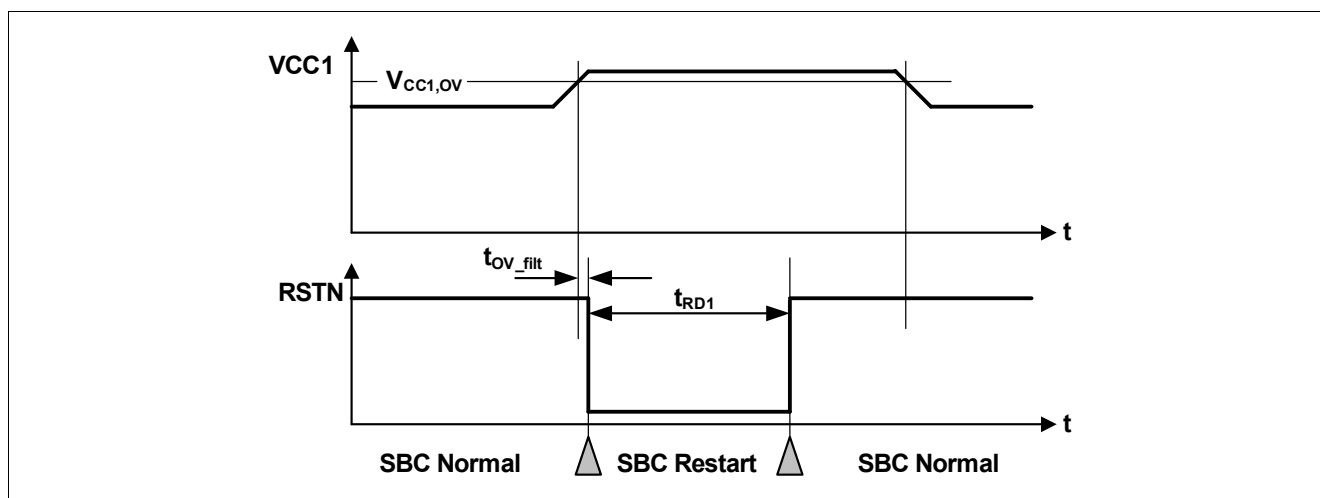 VCC1
VCC1,OV
t
tOV_filt
RSTN
tRD1
t
SBC Normal
SBC Restart
SBC Normal